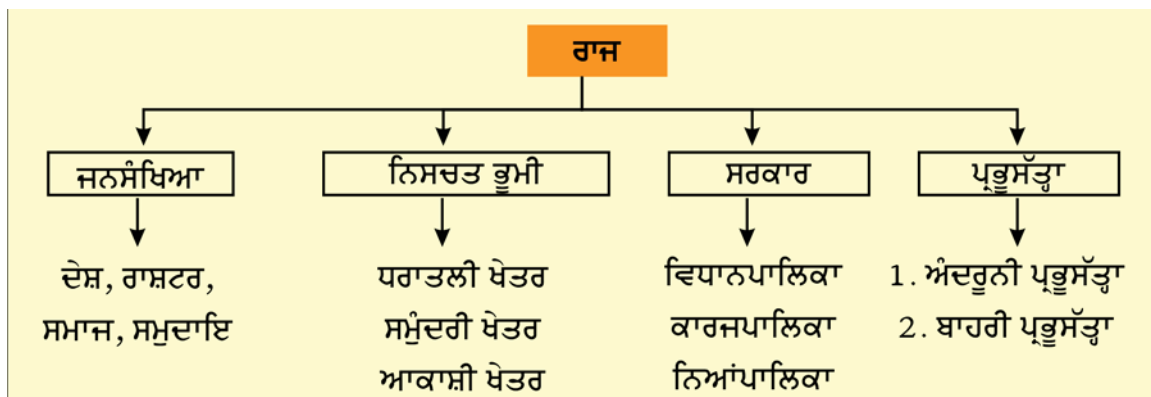 ਰਾਜ
ਜਨਸੰਖਿਆ
ਨਿਸਚਤ ਭੂਮੀ
ਸਰਕਾਰ
ਪ੍ਰਭੂਸੱਤ੍ਹਾ
ਦੇਸ਼, ਰਾਸ਼ਟਰ,
ਸਮਾਜ, ਸਮੁਦਾਇ
ਧਰਾਤਲੀ ਖੇਤਰ
ਸਮੁੰਦਰੀ ਖੇਤਰ
ਆਕਾਸ਼ੀ ਖੇਤਰ
ਵਿਧਾਨਪਾਲਿਕਾ
ਕਾਰਜਪਾਲਿਕਾ
ਨਿਆਂਪਾਲਿਕਾ
1. ਅੰਦਰੂਨੀ ਪ੍ਰਭੂਸੱਤ੍ਹਾ
2. ਬਾਹਰੀ ਪ੍ਰਭੂਸੱਤ੍ਹਾ